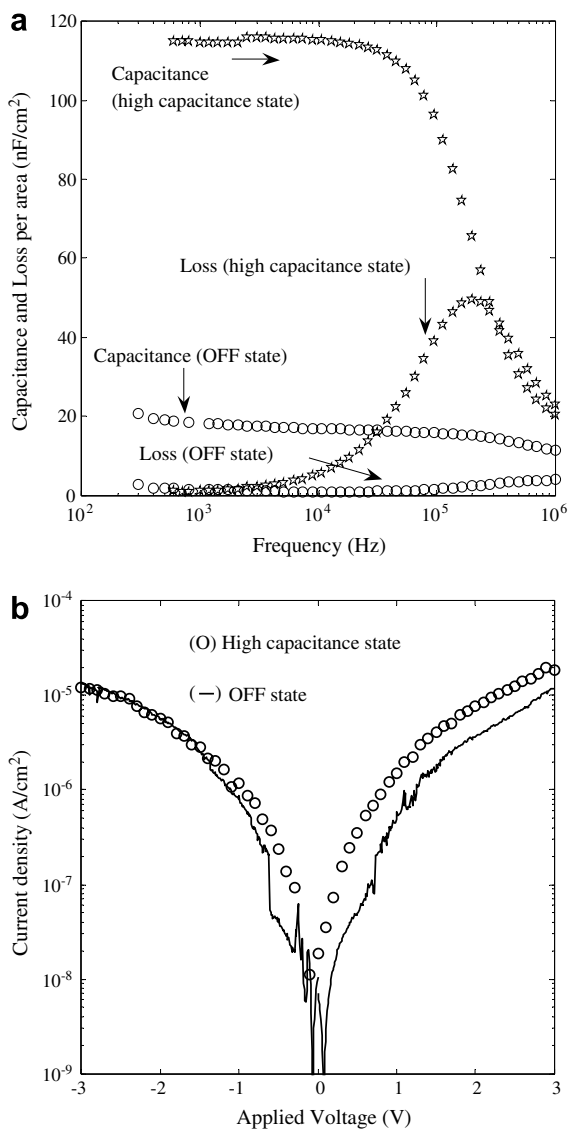 a
120
100
80
60
40
20
0
Capacitance and Loss per area (nF/cm²)
Capacitance
(high capacitance state)
Loss (high capacitance state)
Capacitance (OFF state)
Loss (OFF state)
10² 10³ 10⁴ 10⁵ 10⁶
Frequency (Hz)
b
10⁻⁴
10⁻⁵
10⁻⁶
10⁻⁷
10⁻⁸
10⁻⁹
Current density (A/cm²)
(O) High capacitance state
(—) OFF state
-3 -2 -1 0 1 2 3
Applied Voltage (V)